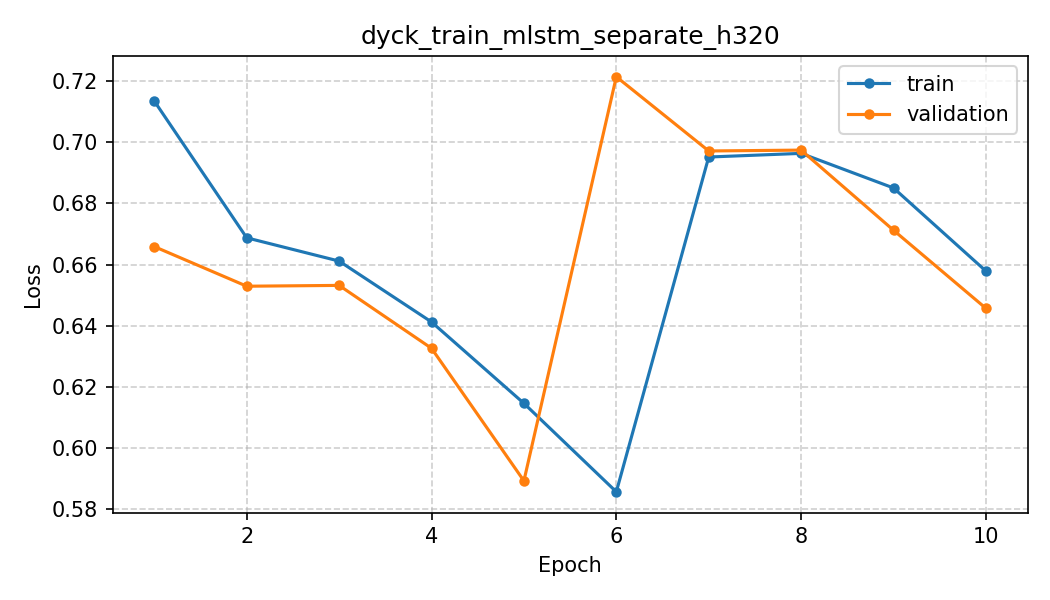 dyck_train_mlstm_separate_h320
train
validation
0.72
0.70
0.68
0.66
0.64
0.62
0.60
0.58
Loss
2 4 6 8 10
Epoch